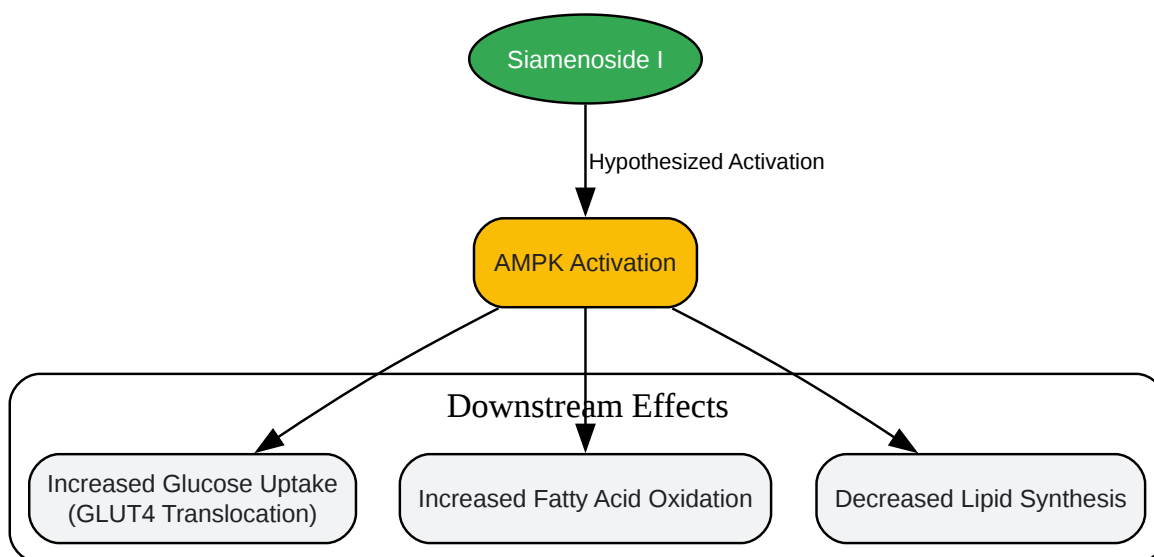 Siamenoside I
Hypothesized Activation
AMPK Activation
Downstream Effects
Increased Glucose Uptake
(GLUT4 Translocation)
Increased Fatty Acid Oxidation
Decreased Lipid Synthesis